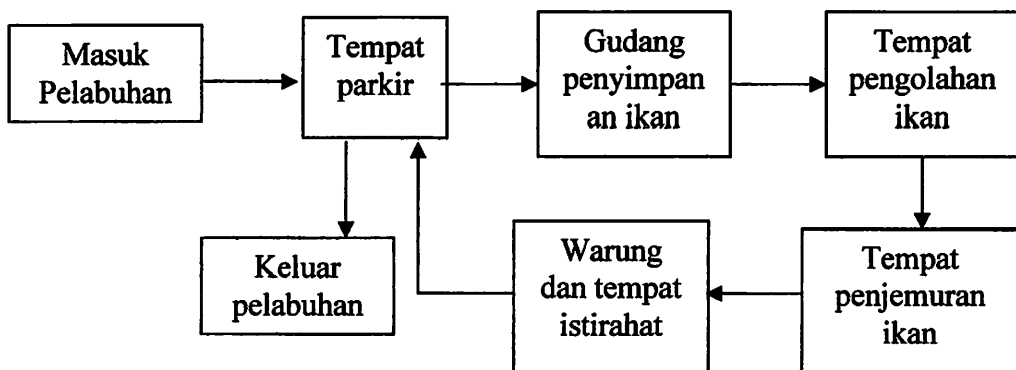 Masuk
Pelabuhan
Tempat
parkir
Gudang
penyimpan
an ikan
Tempat
pengolahan
ikan
Keluar
pelabuhan
Warung
dan tempat
istirahat
Tempat
penjemuran
ikan